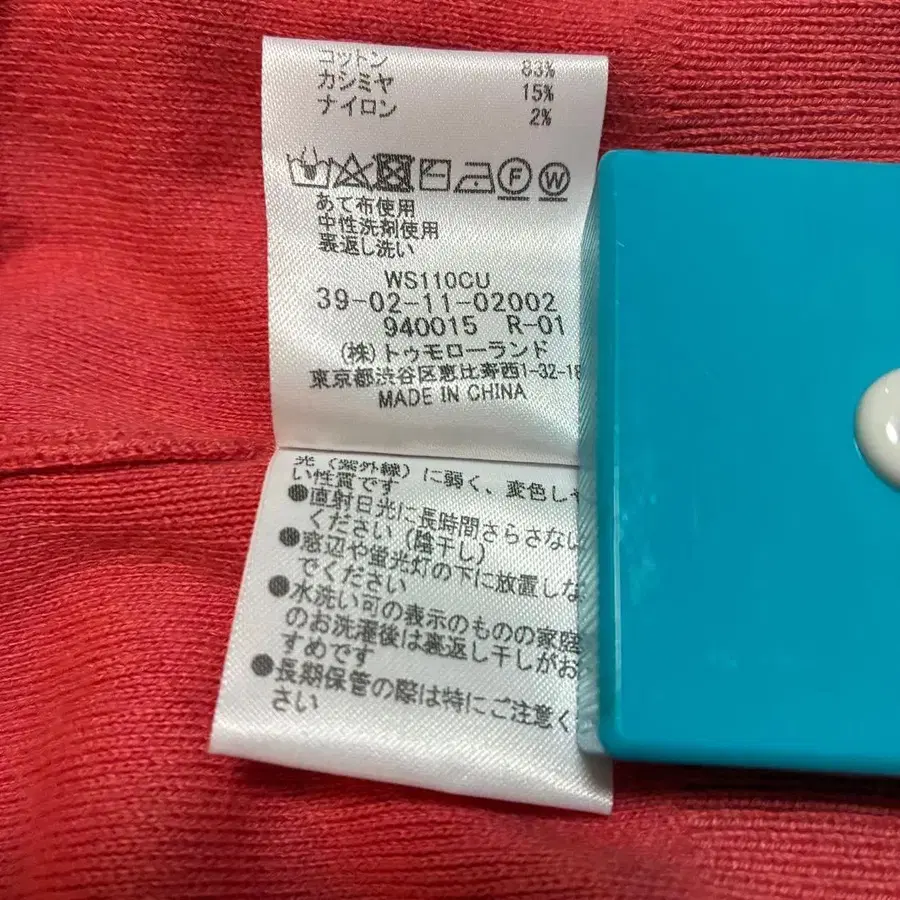 コットン 83%
カシミヤ 15%
ナイロン 2%
F W
あて布使用
中性洗剤使用
裏返し洗い
WS110CU
39-02-11-02002
940015 R-01
(株)トゥモローランド
東京都渋谷区恵比寿西1-32-18
MADE IN CHINA
光(紫外線)に弱く、変色しや
い性質です
●直射日光に長時間さらさない
ください(陰干し)
●窓辺や蛍光灯の下に放置しな
でください
●水洗い可の表示のものの家庭
のお洗濯後は裏返し干しがお
すめです
●長期保管の際は特にご注意く
さい